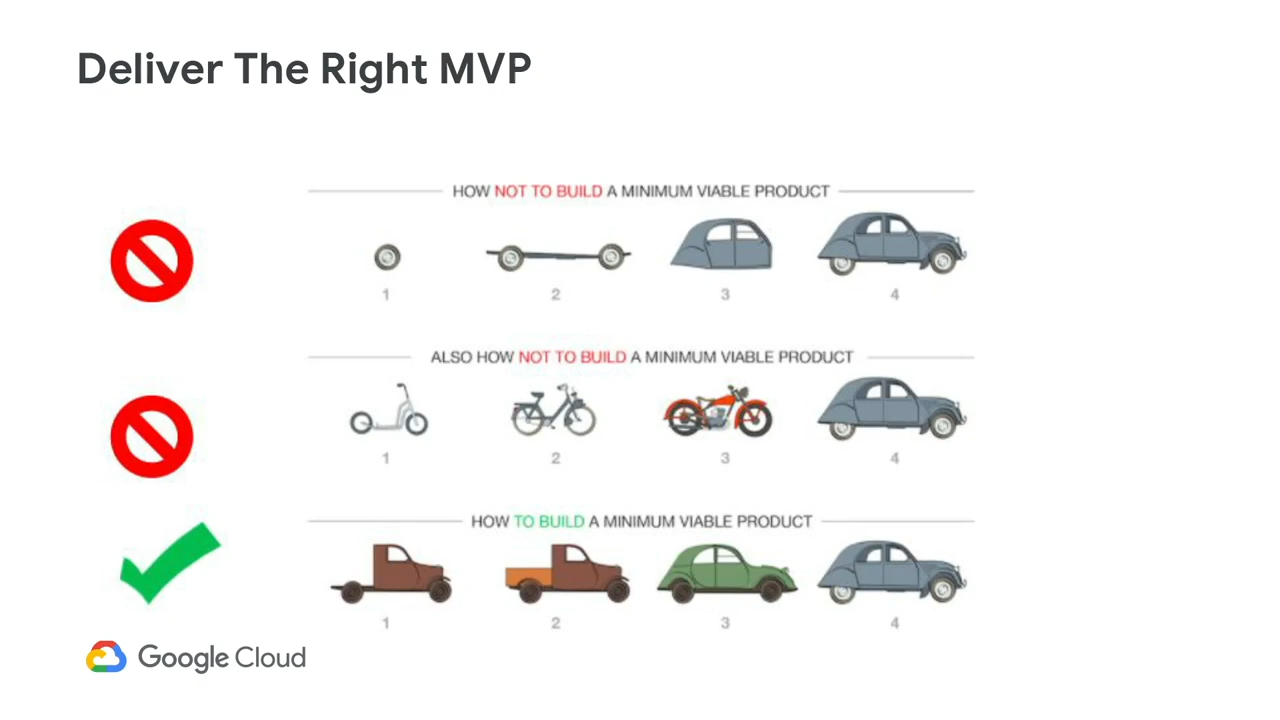 Deliver The Right MVP
HOW NOT TO BUILD A MINIMUM VIABLE PRODUCT
1 2 3 4
ALSO HOW NOT TO BUILD A MINIMUM VIABLE PRODUCT
1 2 3 4
HOW TO BUILD A MINIMUM VIABLE PRODUCT
1 2 3 4
Google Cloud